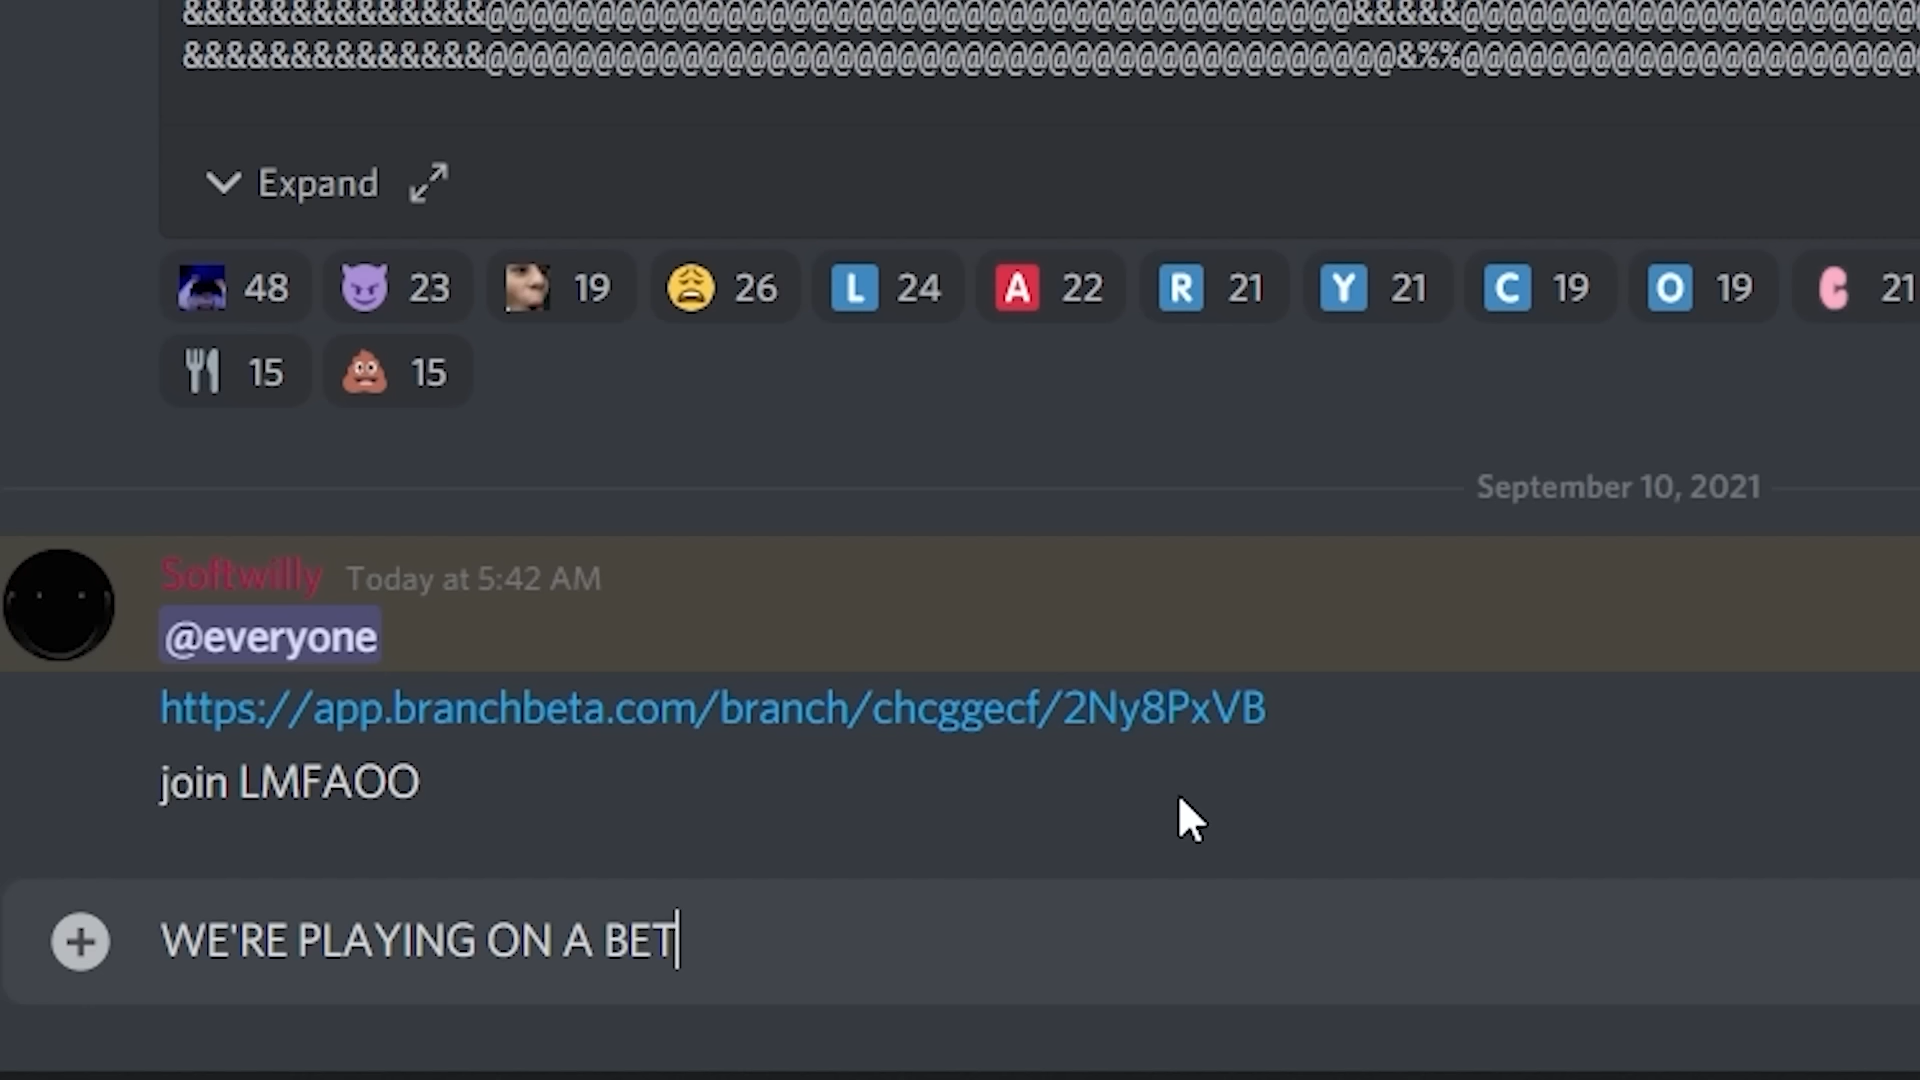 Expand
48 23 19 26 L 24 A 22 R 21 Y 21 C 19 O 19 21
15 15
September 10, 2021
Softwilly Today at 5:42 AM
@everyone
https://app.branchbeta.com/branch/chcggecf/2Ny8PxVB
join LMFAOO
WE'RE PLAYING ON A BET